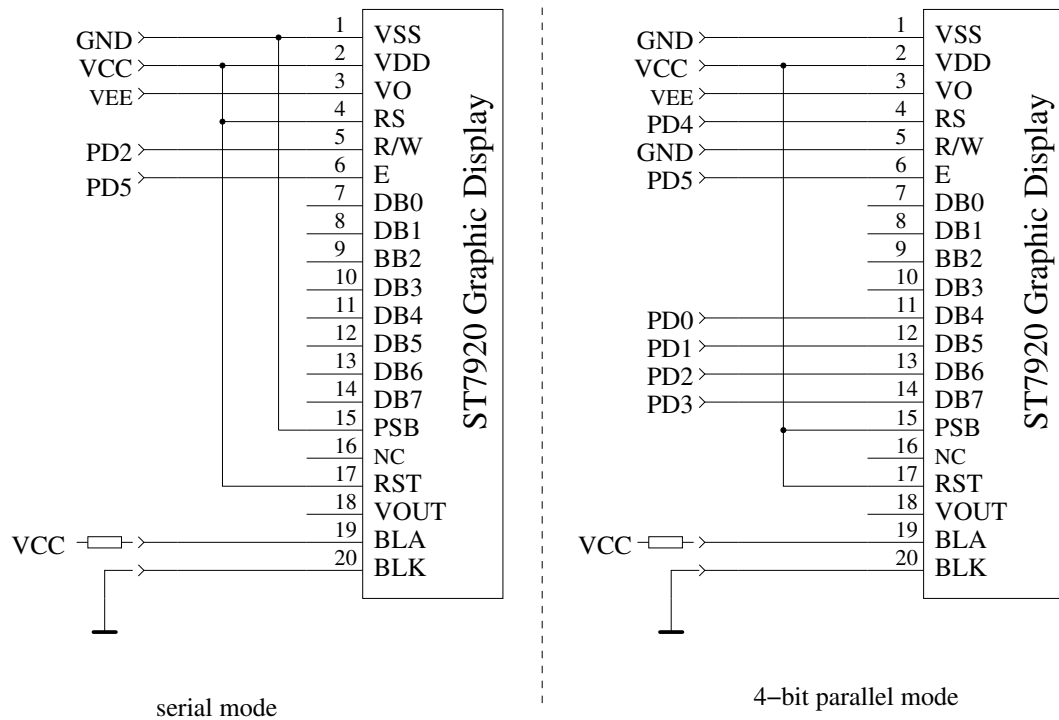 GND
VCC
VEE
PD2
PD5
VCC
1 VSS
2 VDD
3 VO
4 RS
5 R/W
6 E
7 DB0
8 DB1
9 BB2
10 DB3
11 DB4
12 DB5
13 DB6
14 DB7
15 PSB
16 NC
17 RST
18 VOUT
19 BLA
20 BLK
ST7920 Graphic Display
serial mode
GND
VCC
VEE
PD4
GND
PD5
PD0
PD1
PD2
PD3
VCC
1 VSS
2 VDD
3 VO
4 RS
5 R/W
6 E
7 DB0
8 DB1
9 BB2
10 DB3
11 DB4
12 DB5
13 DB6
14 DB7
15 PSB
16 NC
17 RST
18 VOUT
19 BLA
20 BLK
ST7920 Graphic Display
4−bit parallel mode